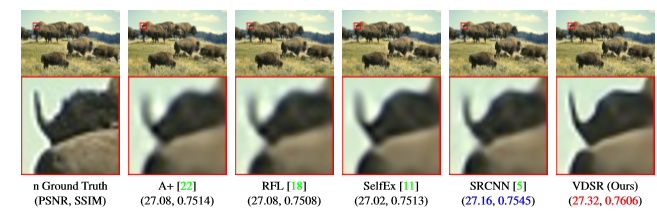 n Ground Truth
(PSNR, SSIM)
A+ [22]
(27.08, 0.7514)
RFL [18]
(27.08, 0.7508)
SelfEx [11]
(27.02, 0.7513)
SRCNN [5]
(27.16, 0.7545)
VDSR (Ours)
(27.32, 0.7606)